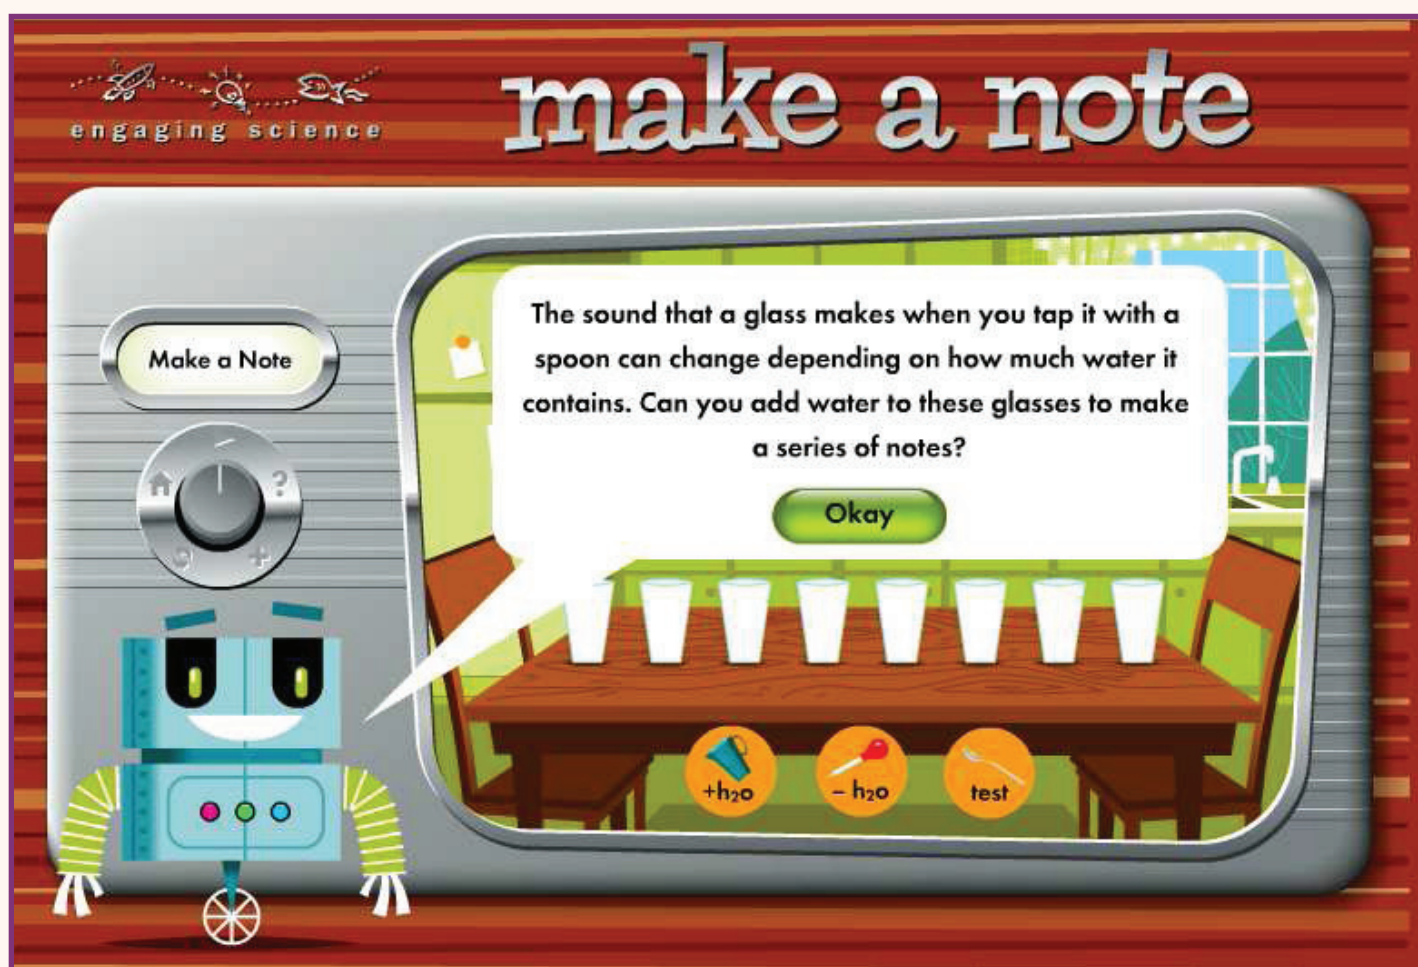 engaging science
make a note
Make a Note
?
The sound that a glass makes when you tap it with a
spoon can change depending on how much water it
contains. Can you add water to these glasses to make
a series of notes?
Okay
+h₂o
– h₂o
test